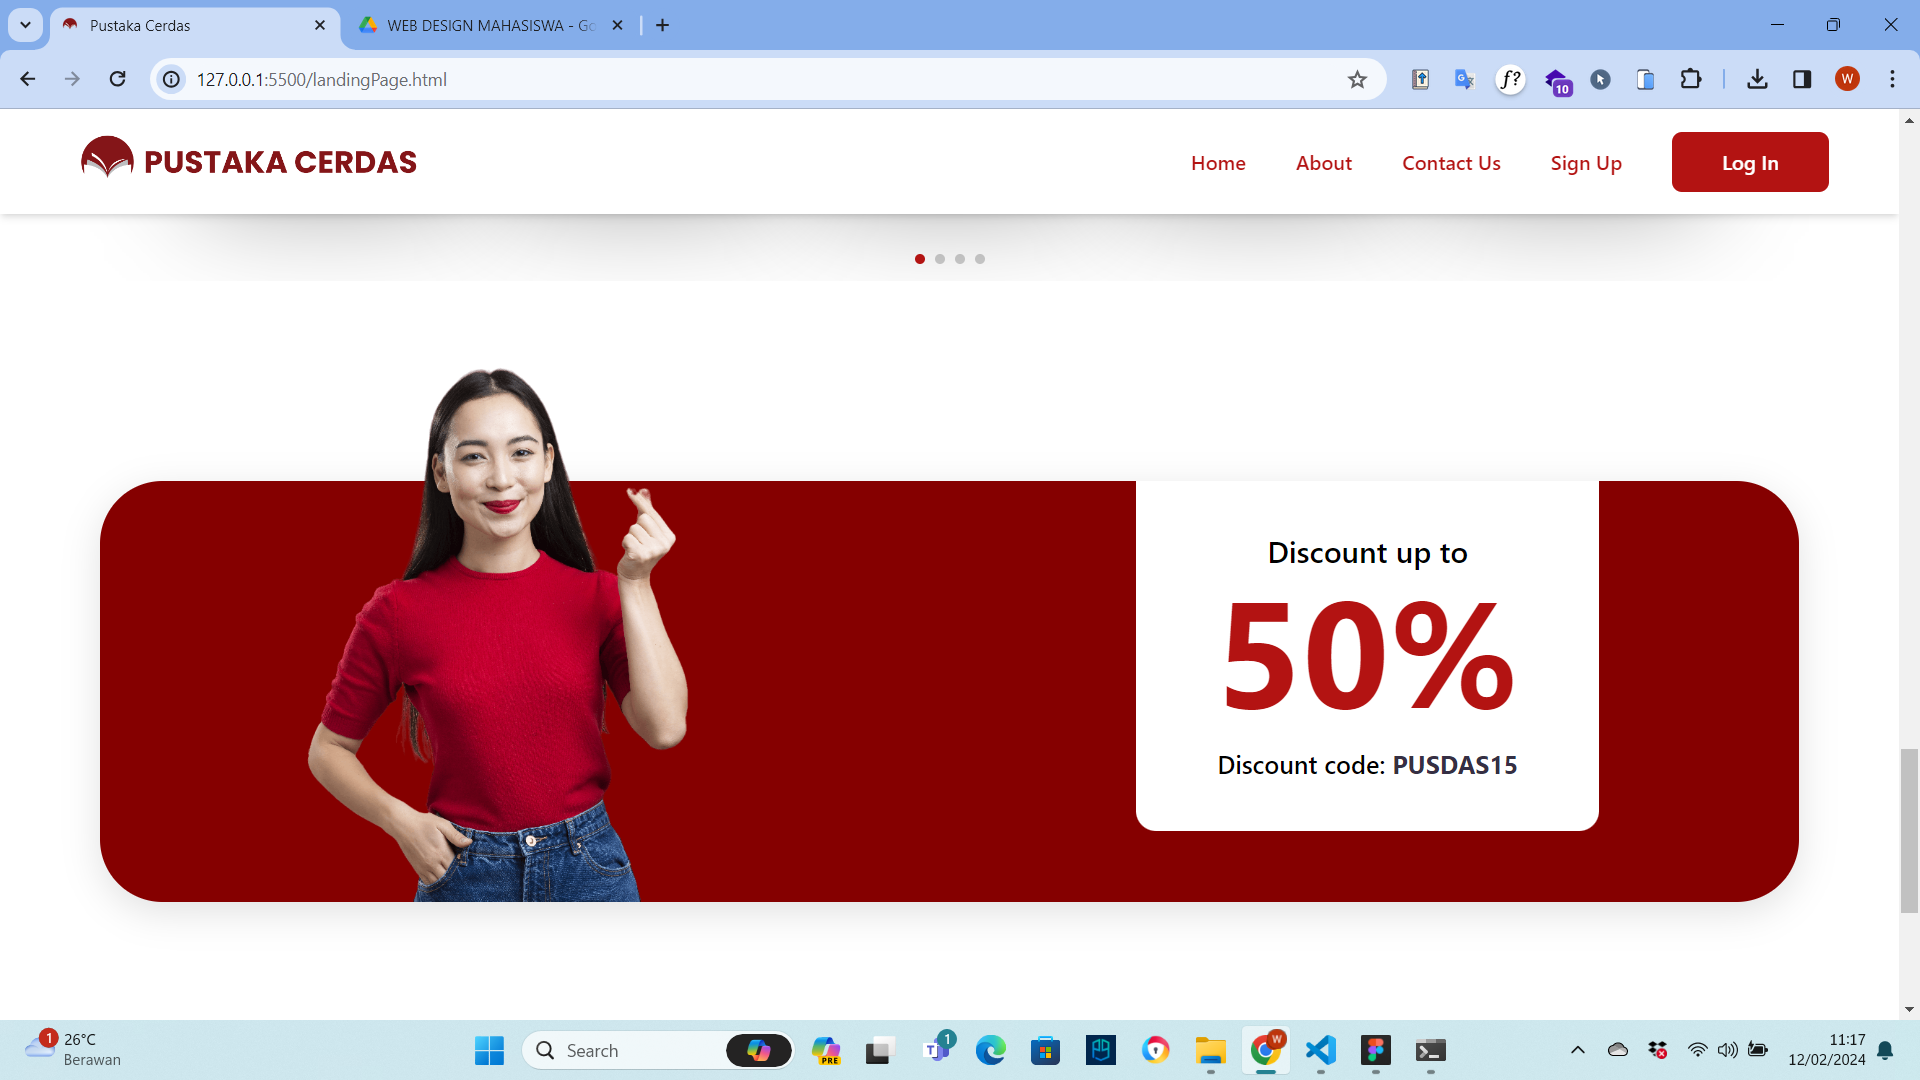 Pustaka Cerdas
WEB DESIGN MAHASISWA - Go
127.0.0.1:5500/landingPage.html
f?
10
W
PUSTAKA CERDAS
Home
About
Contact Us
Sign Up
Log In
Discount up to
50%
Discount code: PUSDAS15
1
26°C
Berawan
Search
PRE
T
1
W
11:17
12/02/2024